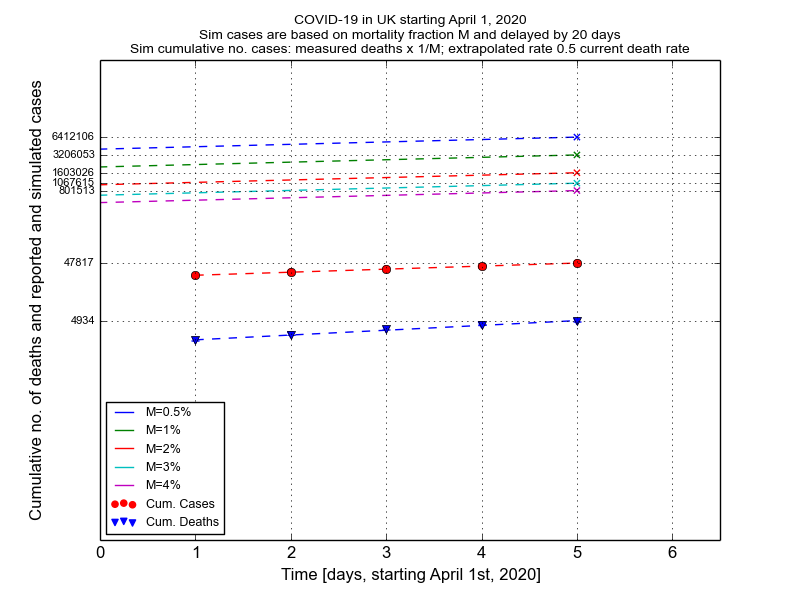 COVID-19 in UK starting April 1, 2020
Sim cases are based on mortality fraction M and delayed by 20 days
Sim cumulative no. cases: measured deaths x 1/M; extrapolated rate 0.5 current death rate
Cumulative no. of deaths and reported and simulated cases
6412106
3206053
1603026
1067615
801513
47817
4934
M=0.5%
M=1%
M=2%
M=3%
M=4%
Cum. Cases
Cum. Deaths
0 1 2 3 4 5 6
Time [days, starting April 1st, 2020]